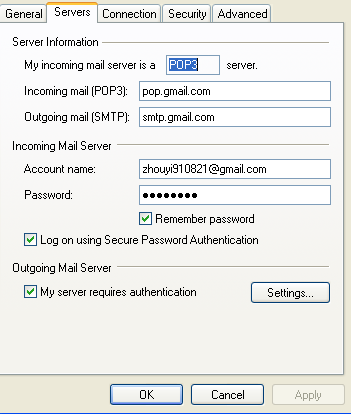 General Servers Connection Security Advanced
Server Information
My incoming mail server is a POP3 server.
Incoming mail (POP3): pop.gmail.com
Outgoing mail (SMTP): smtp.gmail.com
Incoming Mail Server
Account name: zhouyi910821@gmail.com
Password: ●●●●●●●●
Remember password
Log on using Secure Password Authentication
Outgoing Mail Server
My server requires authentication Settings...
OK Cancel Apply